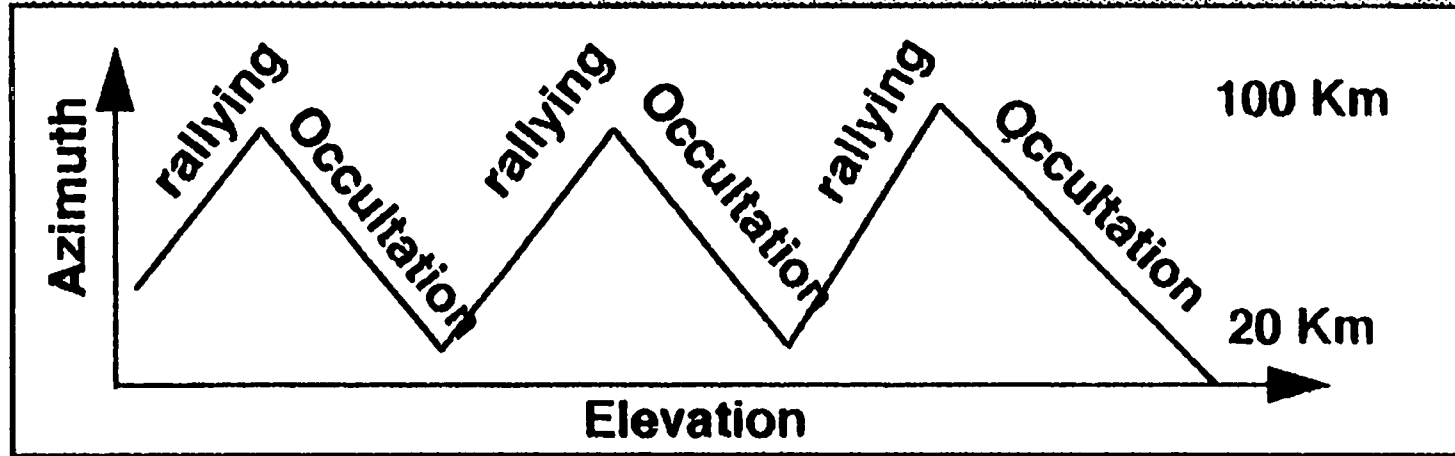 rallying
Occultation
rallying
Occultation
rallying
Occultation
100 Km
20 Km
Azimuth
Elevation